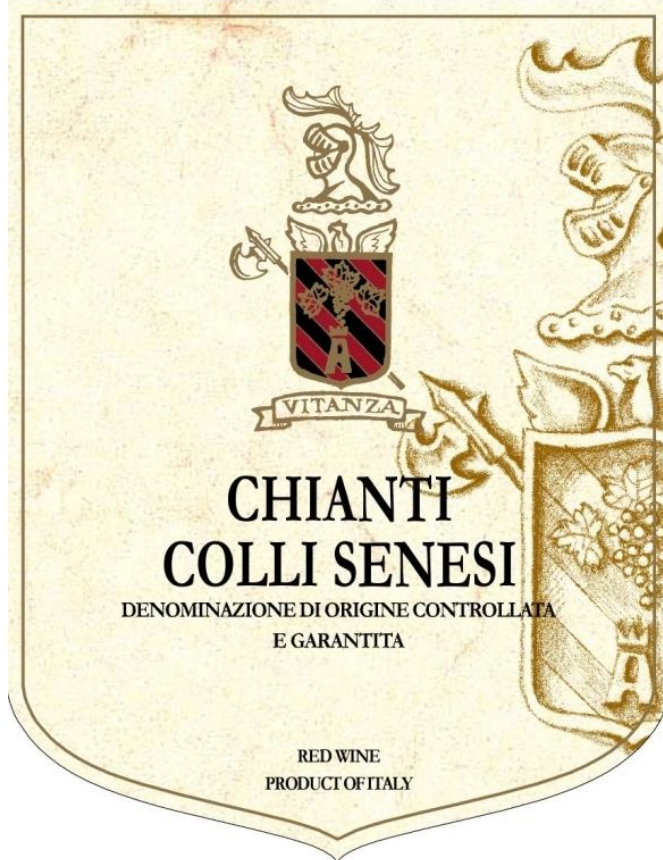 VITANZA
CHIANTI
COLLI SENESI
DENOMINAZIONE DI ORIGINE CONTROLLATA
E GARANTITA
RED WINE
PRODUCT OF ITALY